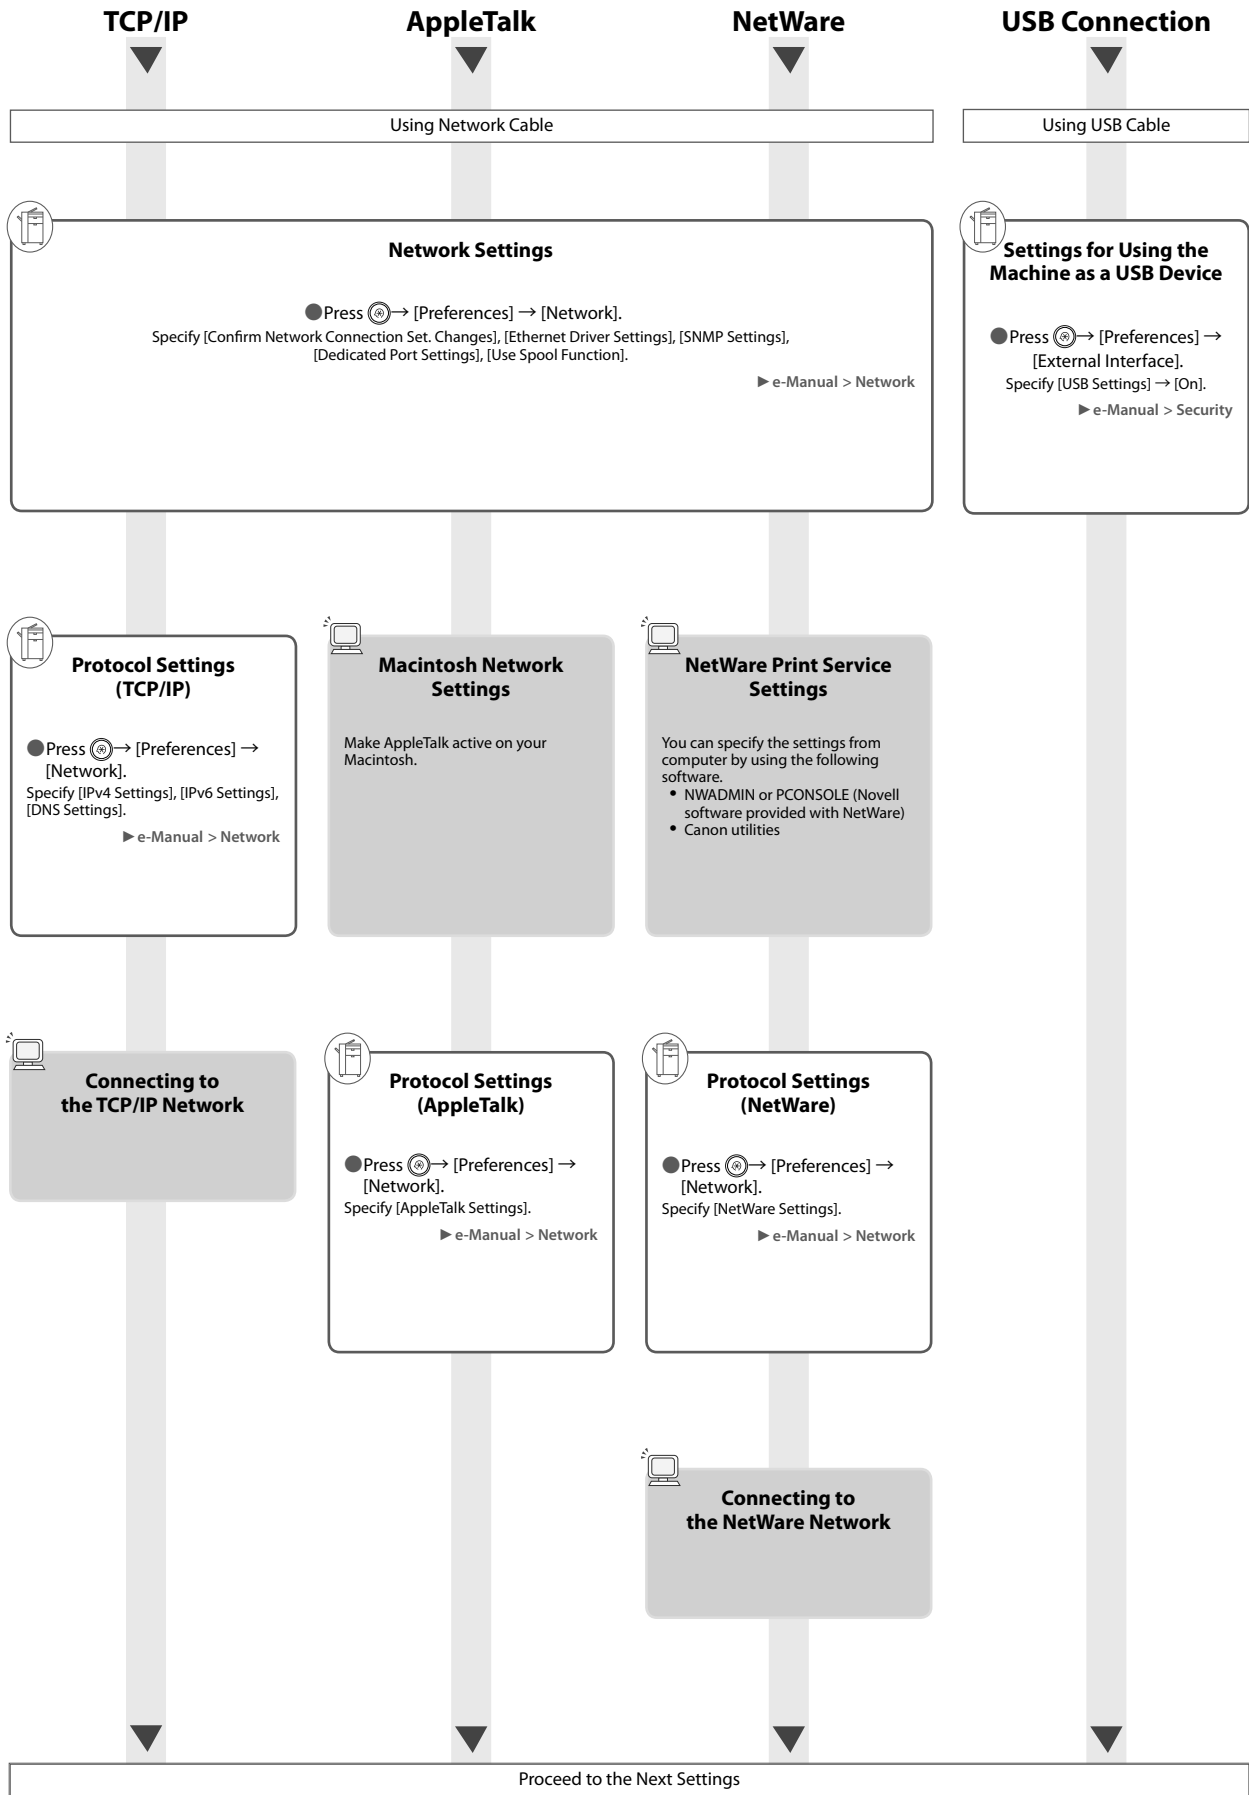 TCP/IP
AppleTalk
NetWare
USB Connection
Using Network Cable
Using USB Cable
Network Settings
●Press → [Preferences] → [Network].
Specify [Confirm Network Connection Set. Changes], [Ethernet Driver Settings], [SNMP Settings],
[Dedicated Port Settings], [Use Spool Function].
►e-Manual > Network
Settings for Using the
Machine as a USB Device
●Press → [Preferences] →
[External Interface].
Specify [USB Settings] → [On].
►e-Manual > Security
Protocol Settings
(TCP/IP)
●Press → [Preferences] →
[Network].
Specify [IPv4 Settings], [IPv6 Settings],
[DNS Settings].
►e-Manual > Network
Macintosh Network
Settings
Make AppleTalk active on your
Macintosh.
NetWare Print Service
Settings
You can specify the settings from
computer by using the following
software.
• NWADMIN or PCONSOLE (Novell
software provided with NetWare)
• Canon utilities
Connecting to
the TCP/IP Network
Protocol Settings
(AppleTalk)
●Press → [Preferences] →
[Network].
Specify [AppleTalk Settings].
►e-Manual > Network
Protocol Settings
(NetWare)
●Press → [Preferences] →
[Network].
Specify [NetWare Settings].
►e-Manual > Network
Connecting to
the NetWare Network
Proceed to the Next Settings